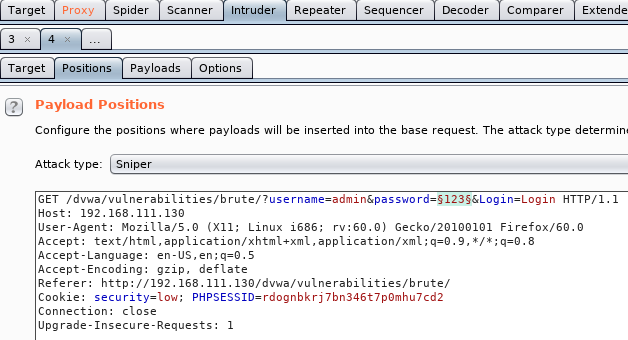 Target Proxy Spider Scanner Intruder Repeater Sequencer Decoder Comparer Extende
3 × 4 × ...
Target Positions Payloads Options
? Payload Positions
Configure the positions where payloads will be inserted into the base request. The attack type determine
Attack type: Sniper
GET /dvwa/vulnerabilities/brute/?username=admin&password=§123§&Login=Login HTTP/1.1
Host: 192.168.111.130
User-Agent: Mozilla/5.0 (X11; Linux i686; rv:60.0) Gecko/20100101 Firefox/60.0
Accept: text/html,application/xhtml+xml,application/xml;q=0.9,*/*;q=0.8
Accept-Language: en-US,en;q=0.5
Accept-Encoding: gzip, deflate
Referer: http://192.168.111.130/dvwa/vulnerabilities/brute/
Cookie: security=low; PHPSESSID=rdognbkrj7bn346t7p0mhu7cd2
Connection: close
Upgrade-Insecure-Requests: 1